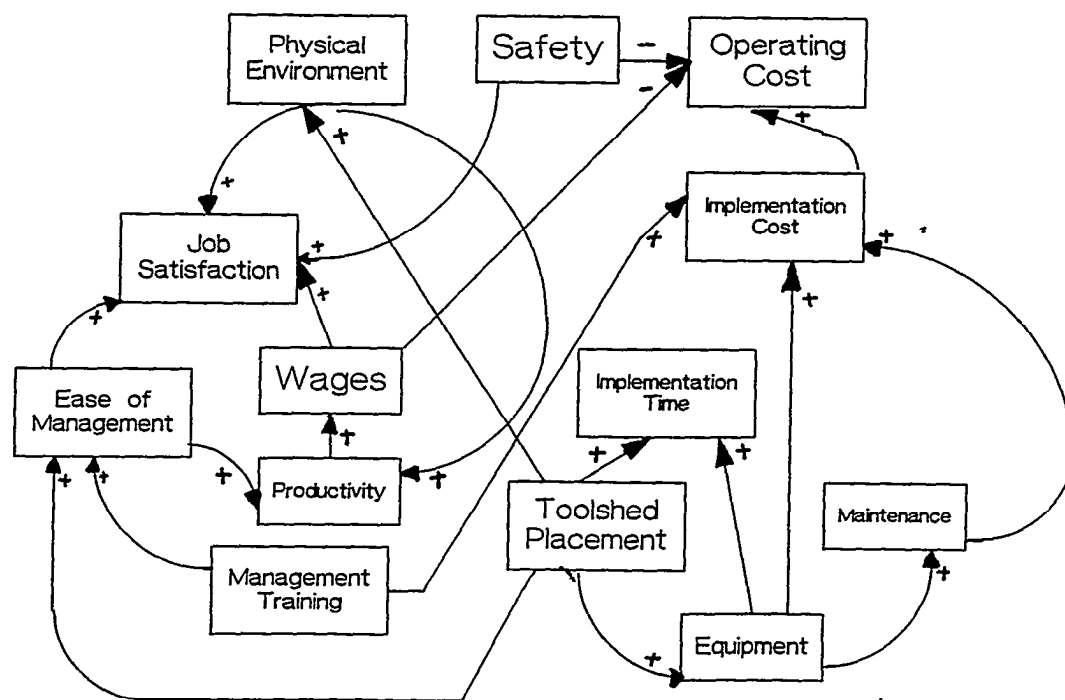 Physical
Environment
Safety
Operating
Cost
-
-
+
+
+
Job
Satisfaction
+
+
Implementation
Cost
+
+
+
+
Wages
Implementation
Time
Ease of
Management
+
+
+
+
+
+
Productivity
+
Toolshed
Placement
Maintenance
Management
Training
+
+
Equipment